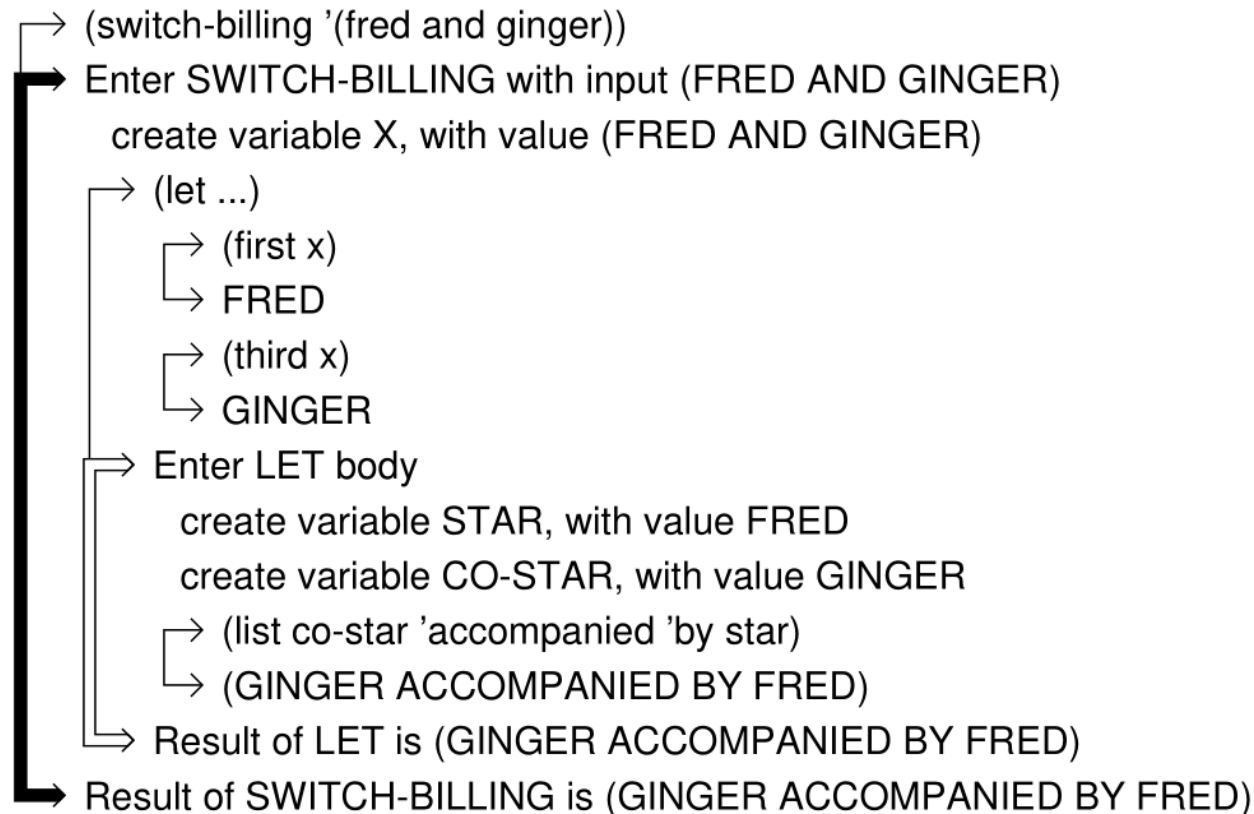 (switch-billing ’(fred and ginger))
Enter SWITCH-BILLING with input (FRED AND GINGER)
create variable X, with value (FRED AND GINGER)
(let ...)
(first x)
FRED
(third x)
GINGER
Enter LET body
create variable STAR, with value FRED
create variable CO-STAR, with value GINGER
(list co-star ’accompanied ’by star)
(GINGER ACCOMPANIED BY FRED)
Result of LET is (GINGER ACCOMPANIED BY FRED)
Result of SWITCH-BILLING is (GINGER ACCOMPANIED BY FRED)